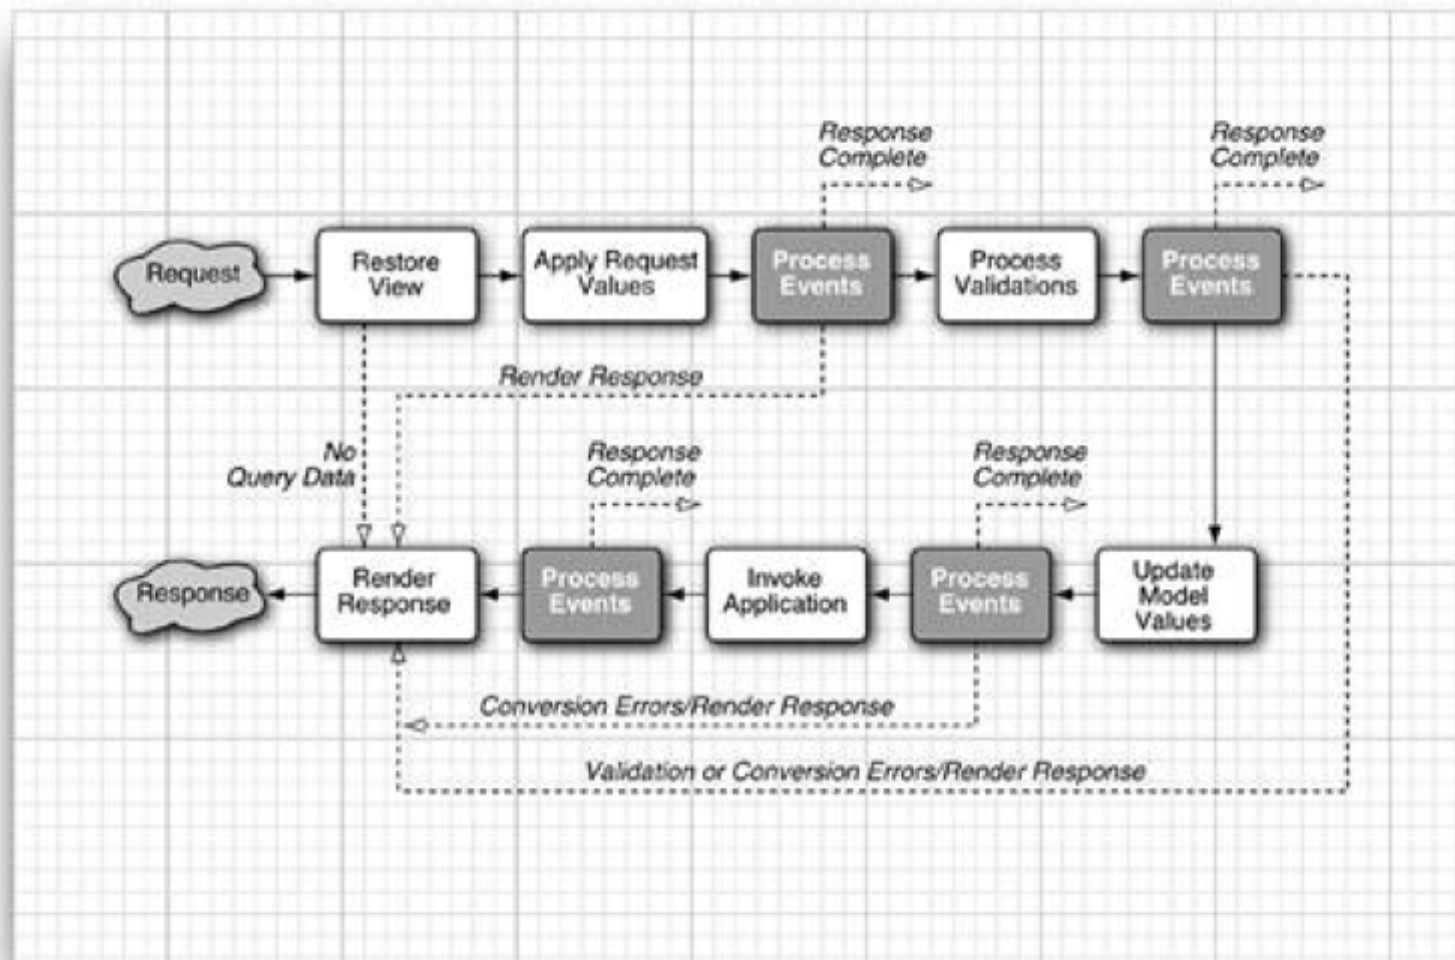 Response
Complete
Response
Complete
Request
Restore
View
Apply Request
Values
Process
Events
Process
Validations
Process
Events
Render Response
No
Query Data
Response
Complete
Response
Complete
Response
Render
Response
Process
Events
Invoke
Application
Process
Events
Update
Model
Values
Conversion Errors/Render Response
Validation or Conversion Errors/Render Response